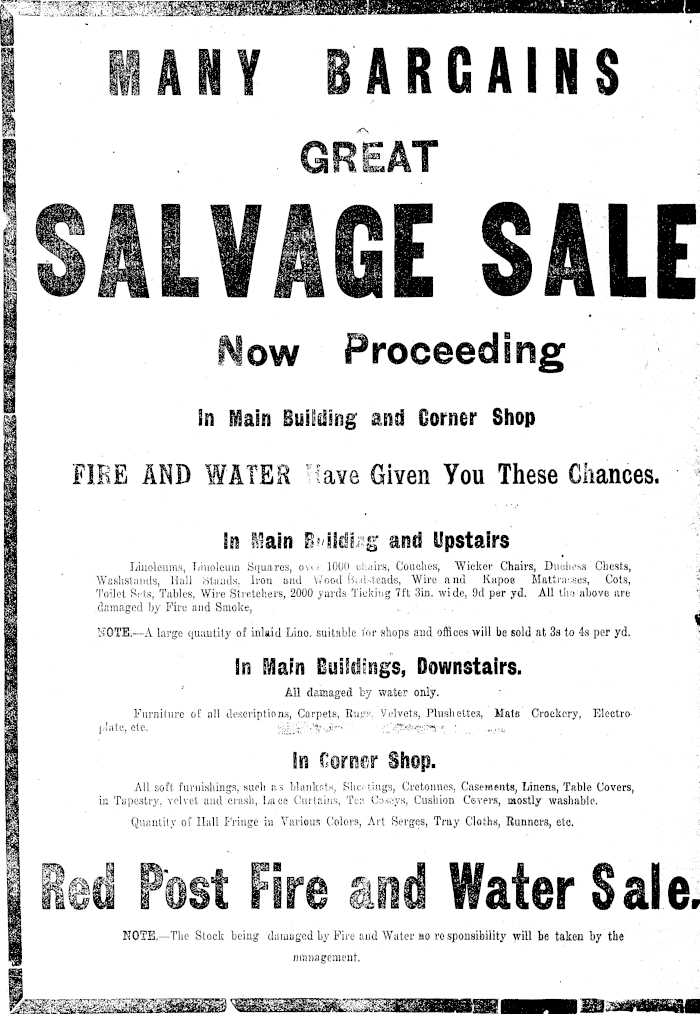 MANY BARGAINS
GREAT
SALVAGE SALE
Now Proceeding
In Main Building and Corner Shop
FIRE AND WATER Have Given You These Chances.
In Main Building and Upstairs
Linoleums, Linoleum Squares, over 1000 chairs, Couches, Wicker Chairs, Duchess Chests,
Washstands, Hall Stands, Iron and Wood Bedsteads, Wire and Kapoc Mattrasses, Cots,
Toilet Sets, Tables, Wire Stretchers, 2000 yards Ticking 7ft 3in. wide, 9d per yd. All the above are
damaged by Fire and Smoke,
NOTE.—A large quantity of inlaid Lino. suitable for shops and offices will be sold at 3s to 4s per yd.
In Main Buildings, Downstairs.
All damaged by water only.
Furniture of all descriptions, Carpets, Rugs, Velvets, Plushettes, Mats Crockery, Electro-
plate, etc.
In Corner Shop.
All soft furnishings, such as blankets, Sheetings, Cretonnes, Casements, Linens, Table Covers,
in Tapestry, velvet and crash, Lace Curtains, Tea Coseys, Cushion Covers, mostly washable.
Quantity of Hall Fringe in Various Colors, Art Serges, Tray Cloths, Runners, etc.
Red Post Fire and Water Sale.
NOTE.—The Stock being damaged by Fire and Water no responsibility will be taken by the
management.